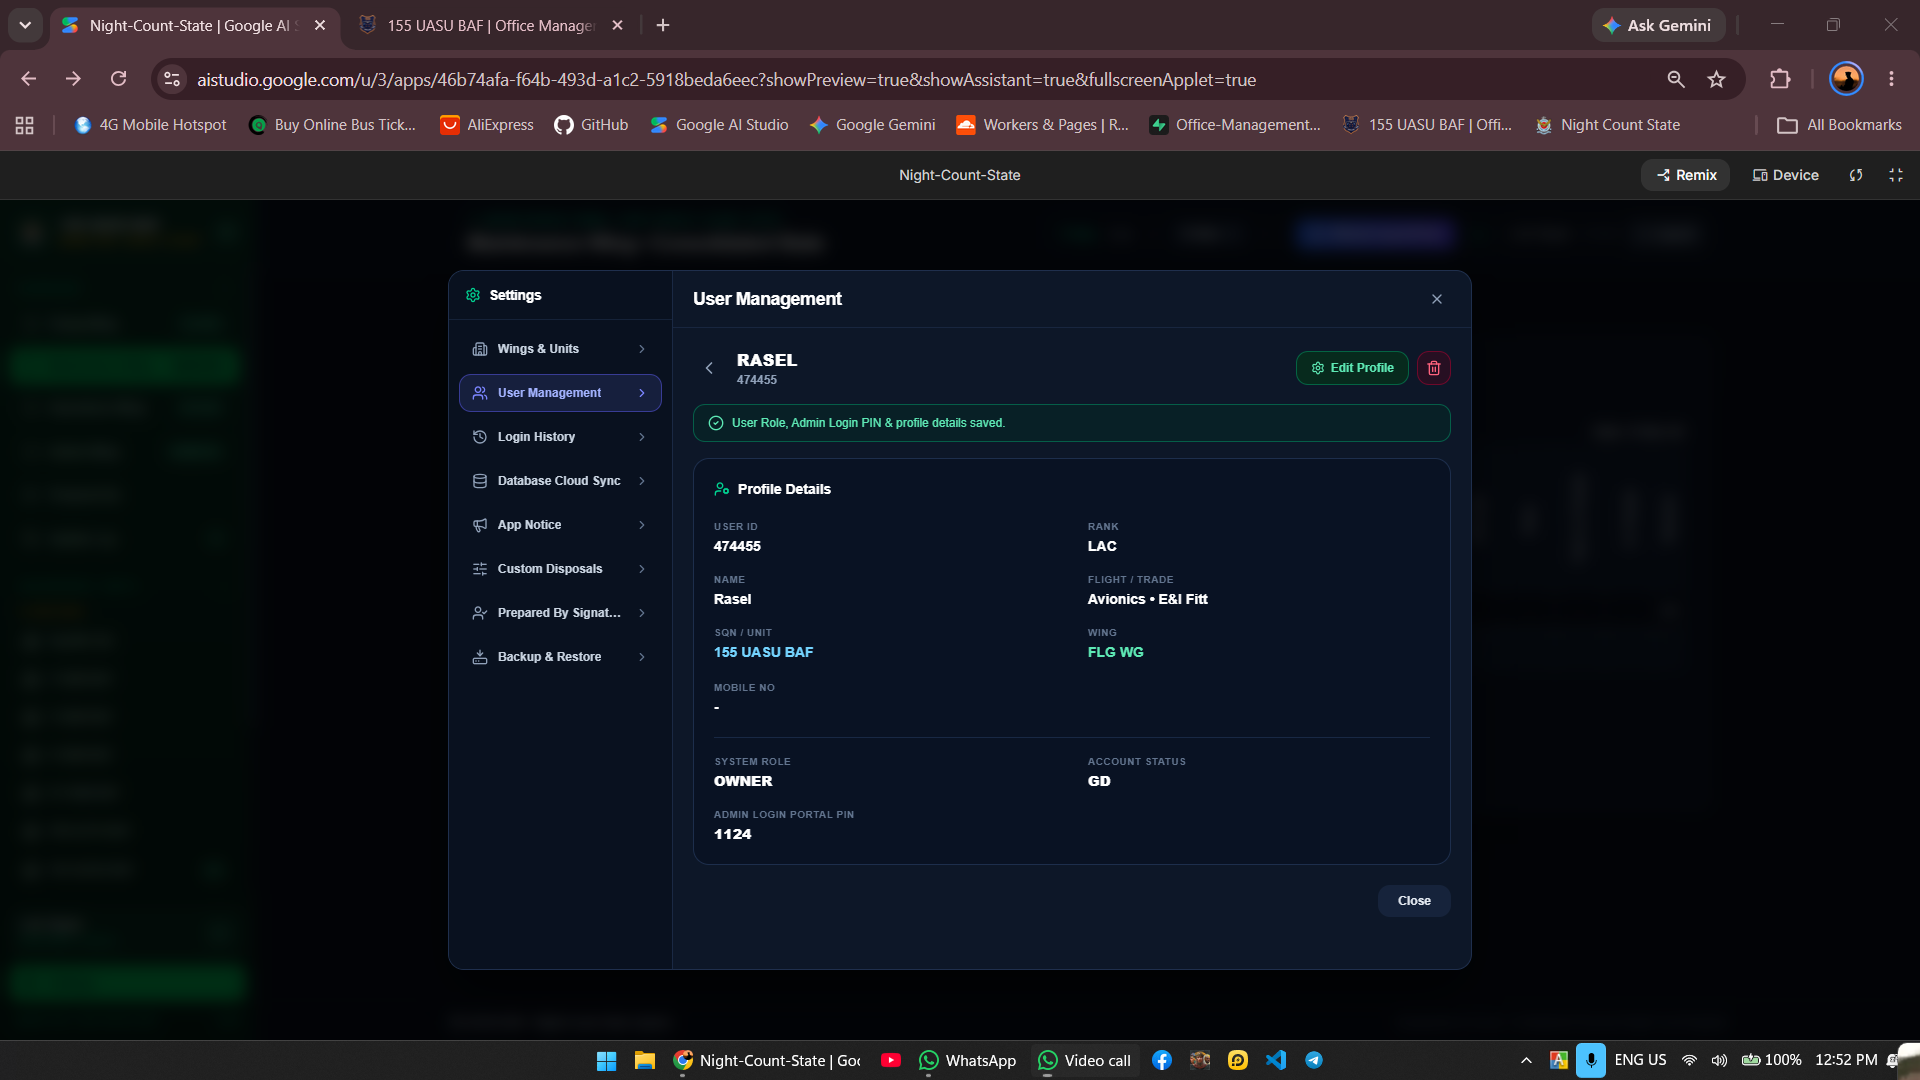 Night-Count-State | Google AI S
155 UASU BAF | Office Manage
Ask Gemini
aistudio.google.com/u/3/apps/46b74afa-f64b-493d-a1c2-5918beda6eec?showPreview=true&showAssistant=true&fullscreenApplet=true
4G Mobile Hotspot
Buy Online Bus Tick...
AliExpress
GitHub
Google AI Studio
Google Gemini
Workers & Pages | R...
Office-Management...
155 UASU BAF | Offi...
Night Count State
All Bookmarks
Night-Count-State
Remix
Device
Settings
Wings & Units
User Management
Login History
Database Cloud Sync
App Notice
Custom Disposals
Prepared By Signat...
Backup & Restore
User Management
RASEL
474455
Edit Profile
User Role, Admin Login PIN & profile details saved.
Profile Details
USER ID
474455
RANK
LAC
NAME
Rasel
FLIGHT / TRADE
Avionics • E&I Fitt
SQN / UNIT
155 UASU BAF
WING
FLG WG
MOBILE NO
-
SYSTEM ROLE
OWNER
ACCOUNT STATUS
GD
ADMIN LOGIN PORTAL PIN
1124
Close
Night-Count-State | Goo
WhatsApp
Video call
ENG US
100%
12:52 PM